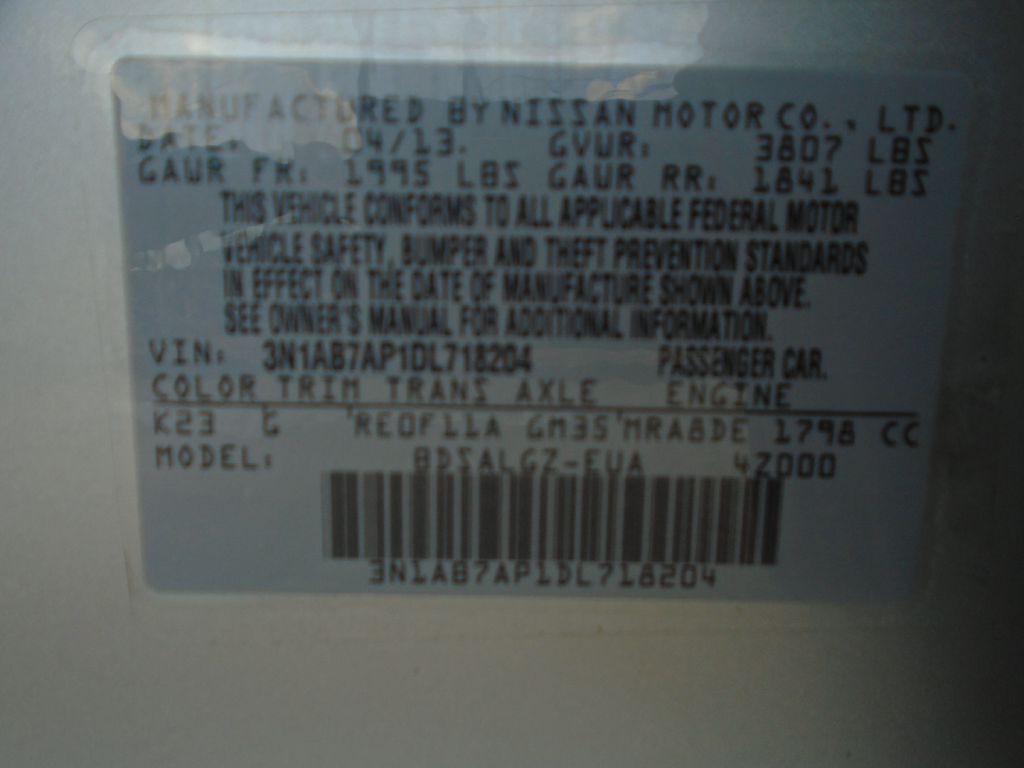 MANUFACTURED BY NISSAN MOTOR CO., LTD.
DATE: 04/13. GVWR: 3807 LBS
GAWR FR: 1995 LBS GAWR RR: 1841 LBS
THIS VEHICLE CONFORMS TO ALL APPLICABLE FEDERAL MOTOR
VEHICLE SAFETY, BUMPER AND THEFT PREVENTION STANDARDS
IN EFFECT ON THE DATE OF MANUFACTURE SHOWN ABOVE.
SEE OWNER'S MANUAL FOR ADDITIONAL INFORMATION.
VIN: 3N1AB7AP1DL718204 PASSENGER CAR.
COLOR TRIM TRANS AXLE ENGINE
K23 G RE0F11A GM35 MRA8DE 1798 CC
MODEL: BDSALGZ-EUA 4Z000
3N1AB7AP1DL718204